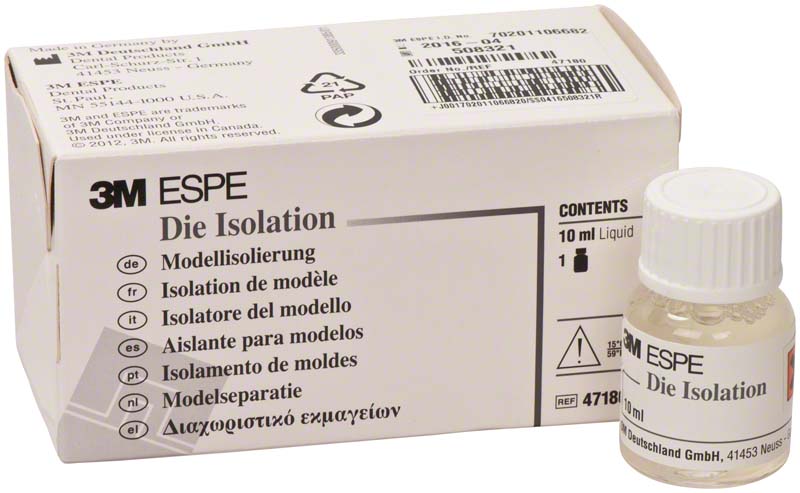 Made in Germany by
3M Deutschland GmbH
Dental Products
Carl-Schurz-Str. 1
41453 Neuss - Germany
3M ESPE
Dental Products
St. Paul,
MN 55144-1000 U.S.A.
3M and ESPE are trademarks
of 3M Company or
3M Deutschland GmbH.
Used under license in Canada.
© 2012, 3M. All rights reserved.
21
PAP
3M ESPE I.D. No.
70201106682
2016-04
508321
Order No./REF
47180
3M ESPE
Die Isolation
de Modellisolierung
fr Isolation de modèle
it Isolatore del modello
es Aislante para modelos
pt Isolamento de moldes
nl Modelseparatie
el Διαχωριστικό εκμαγείων
CONTENTS
10 ml Liquid
1
REF 47180
3M ESPE
Die Isolation
10 ml
3M Deutschland GmbH, 41453 Neuss -